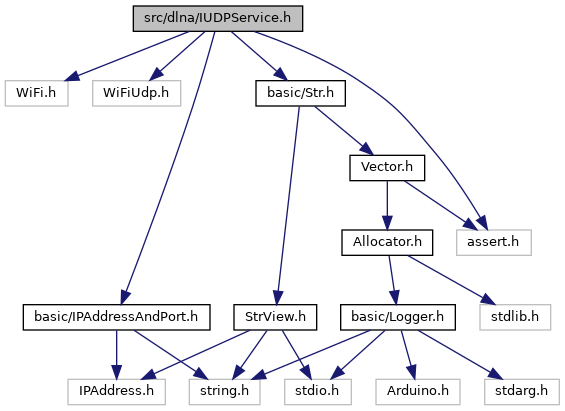 src/dlna/IUDPService.h
WiFi.h
WiFiUdp.h
basic/Str.h
Vector.h
Allocator.h
assert.h
basic/IPAddressAndPort.h
StrView.h
basic/Logger.h
stdlib.h
IPAddress.h
string.h
stdio.h
Arduino.h
stdarg.h